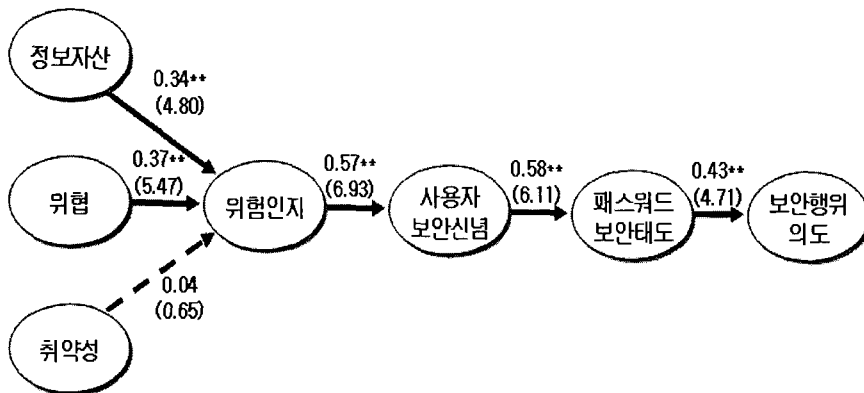 정보자산
0.34**
(4.80)
위협
0.37**
(5.47)
위험인지
0.57**
(6.93)
사용자
보안신념
0.58**
(6.11)
패스워드
보안태도
0.43**
(4.71)
보안행위
의도
0.04
(0.65)
취약성